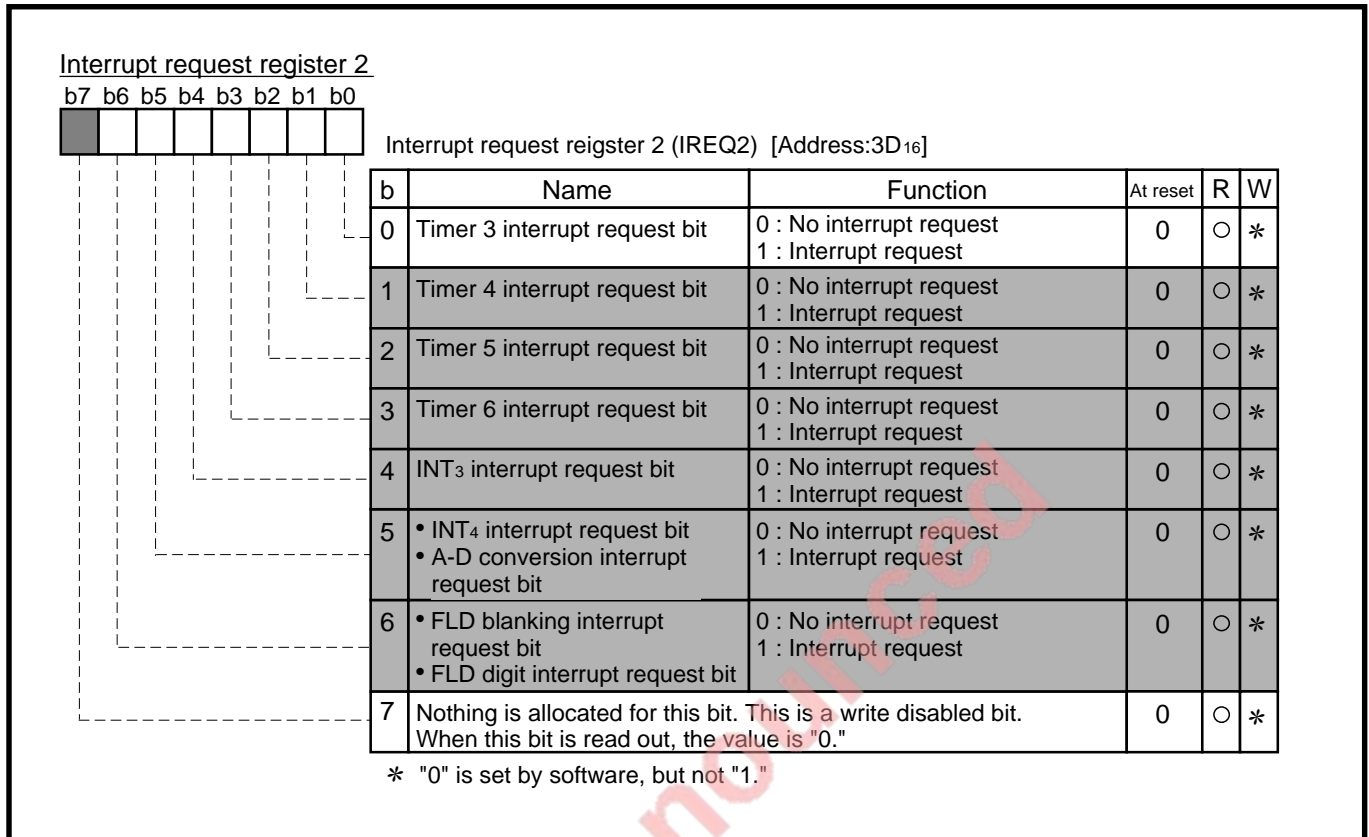 Interrupt request register 2
b7 b6 b5 b4 b3 b2 b1 b0
Interrupt request reigster 2 (IREQ2) [Address:3D16]
b Name Function At reset R W
0 Timer 3 interrupt request bit 0 : No interrupt request 0 ○ *
1 : Interrupt request
1 Timer 4 interrupt request bit 0 : No interrupt request 0 ○ *
1 : Interrupt request
2 Timer 5 interrupt request bit 0 : No interrupt request 0 ○ *
1 : Interrupt request
3 Timer 6 interrupt request bit 0 : No interrupt request 0 ○ *
1 : Interrupt request
4 INT3 interrupt request bit 0 : No interrupt request 0 ○ *
1 : Interrupt request
5 • INT4 interrupt request bit 0 : No interrupt request 0 ○ *
• A-D conversion interrupt 1 : Interrupt request
request bit
6 • FLD blanking interrupt 0 : No interrupt request 0 ○ *
request bit 1 : Interrupt request
• FLD digit interrupt request bit
7 Nothing is allocated for this bit. This is a write disabled bit. 0 ○ *
When this bit is read out, the value is "0."
* "0" is set by software, but not "1."
nounced